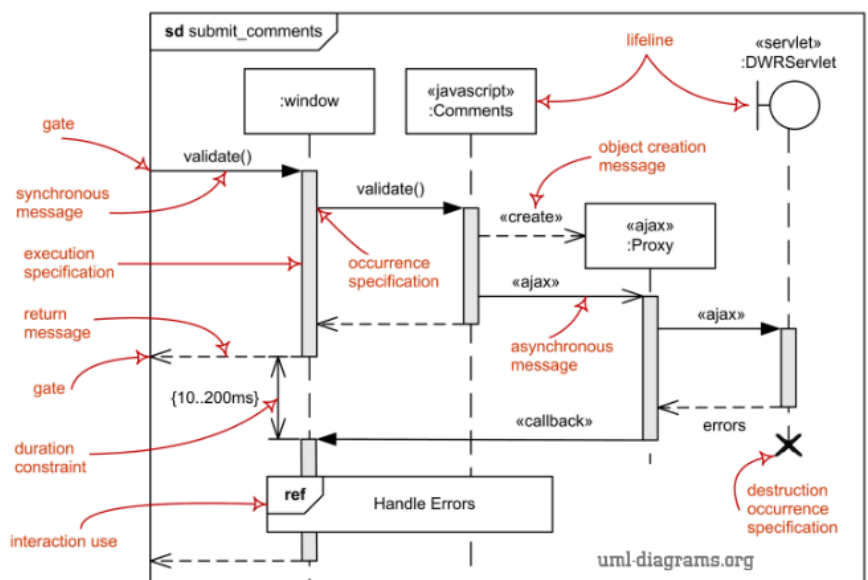 sd submit_comments
lifeline
«servlet»
:DWRServlet
:window
«javascript»
:Comments
gate
validate()
object creation
message
synchronous
message
validate()
«create»
«ajax»
:Proxy
execution
specification
occurrence
specification
«ajax»
return
message
asynchronous
message
«ajax»
gate
{10..200ms}
«callback»
errors
duration
constraint
ref
Handle Errors
destruction
occurrence
specification
interaction use
uml-diagrams.org